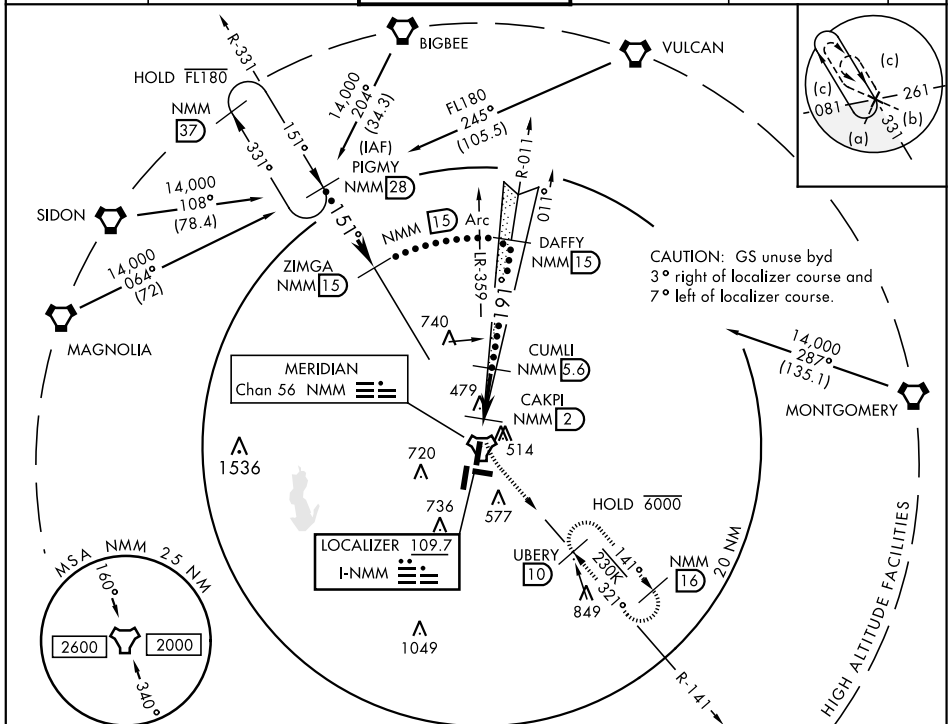 R-331
HOLD FL180
NMM
37
151°
331°
BIGBEE
14,000
204°
(34.3)
(IAF)
PIGMY
NMM 28
VULCAN
FL180
245°
(105.5)
(c)
(c)
081
261
(b)
(a)
331
SIDON
14,000
108°
(78.4)
14,000
064°
(72)
MAGNOLIA
151°
ZIMGA
NMM 15
NMM 15 Arc
LR-359
R-011
011°
191°
DAFFY
NMM 15
CAUTION: GS unuse byd
3° right of localizer course and
7° left of localizer course.
14,000
287°
(135.1)
MONTGOMERY
740
CUMLI
NMM 5.6
479
CAKPI
NMM 2
514
MERIDIAN
Chan 56 NMM
1536
720
736
577
LOCALIZER 109.7
I-NMM
HOLD 6000
UBERY
10
141°
230K
321°
NMM
16
849
20 NM
1049
R-141
HIGH ALTITUDE FACILITIES
MSA NMM 25 NM
160°
2600
2000
340°